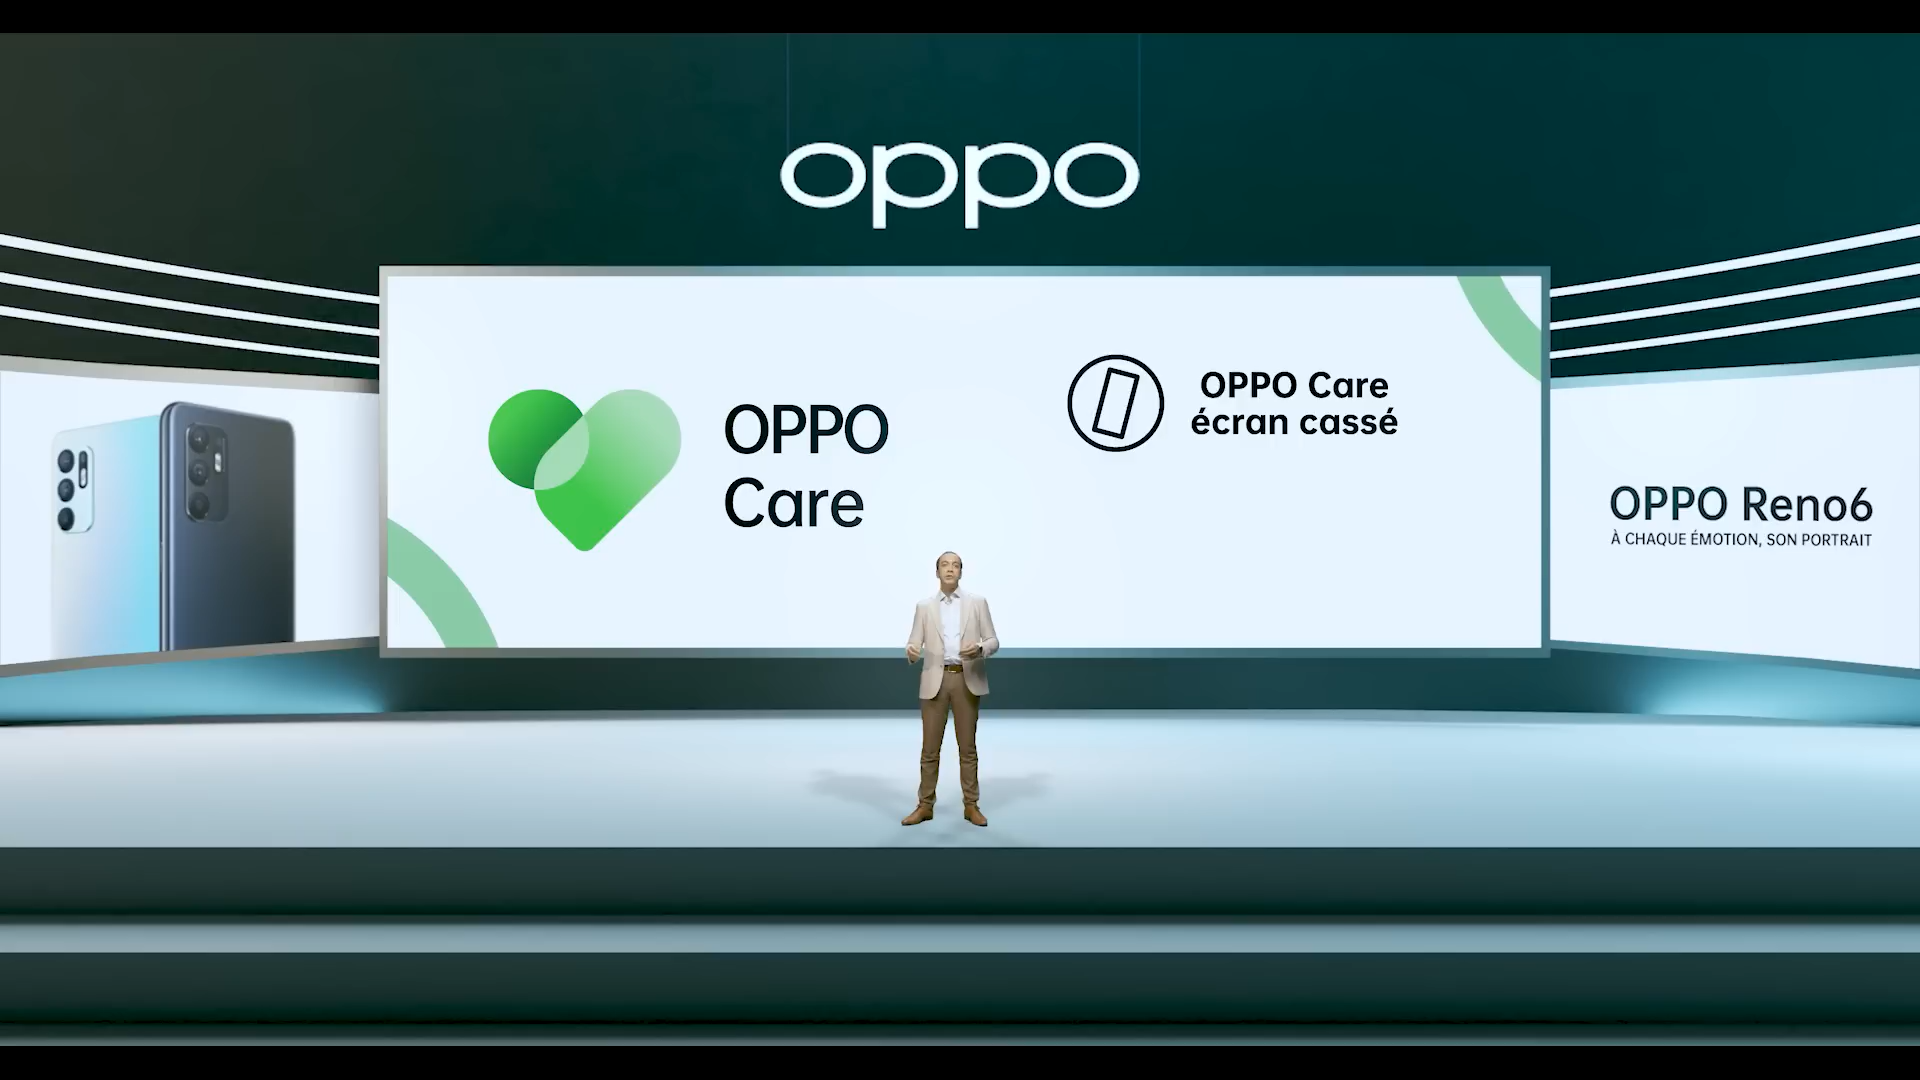 oppo
OPPO
Care
OPPO Care
écran cassé
OPPO Reno6
À CHAQUE ÉMOTION, SON PORTRAIT